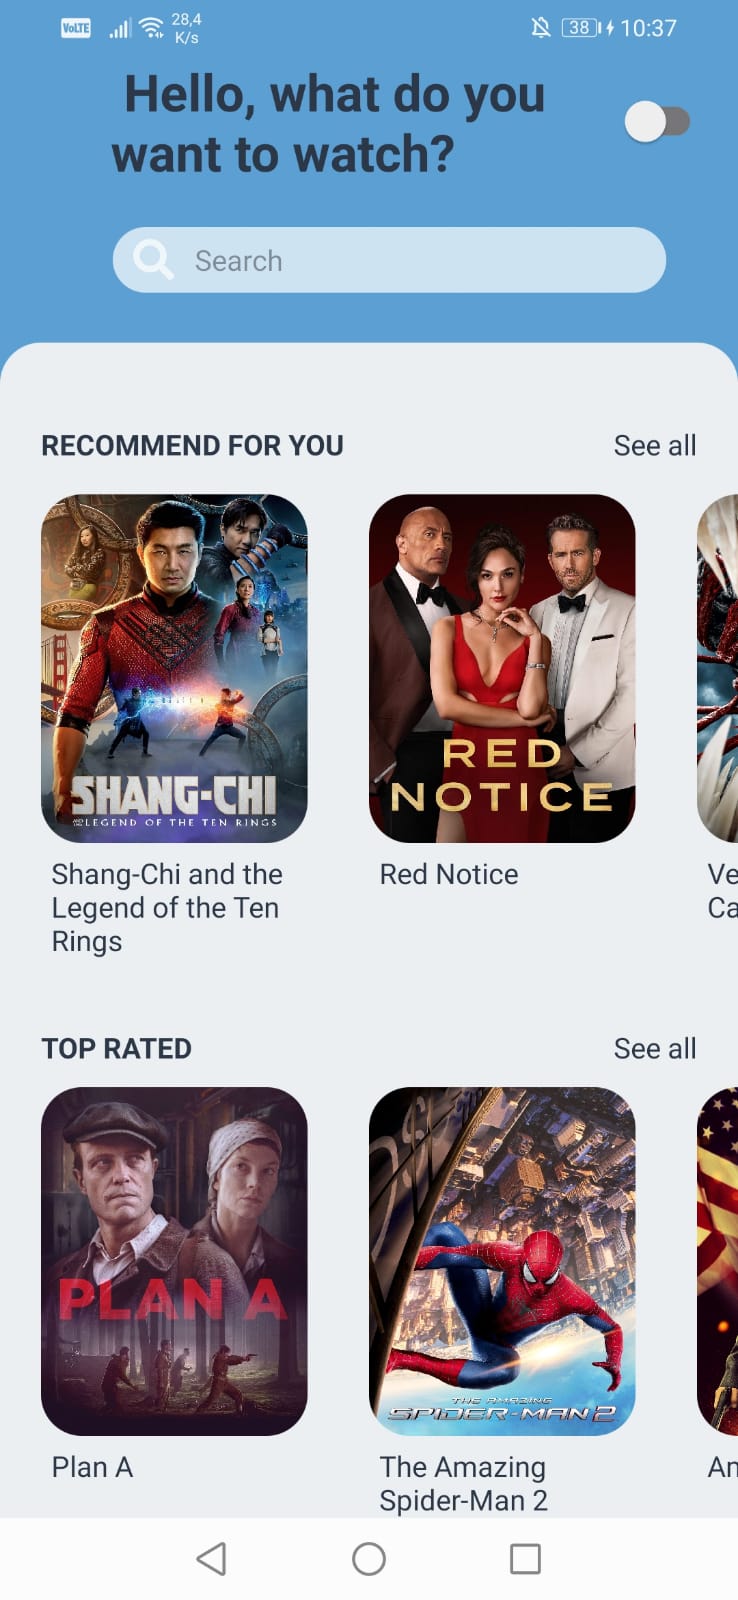 VoLTE 28,4 K/s 38 10:37
Hello, what do you
want to watch?
Search
RECOMMEND FOR YOU See all
SHANG-CHI
AND THE LEGEND OF THE TEN RINGS
RED
NOTICE
Shang-Chi and the
Legend of the Ten
Rings
Red Notice
Ve
Ca
TOP RATED See all
PLAN A
THE AMAZING
SPIDER-MAN 2
Plan A
The Amazing
Spider-Man 2
An